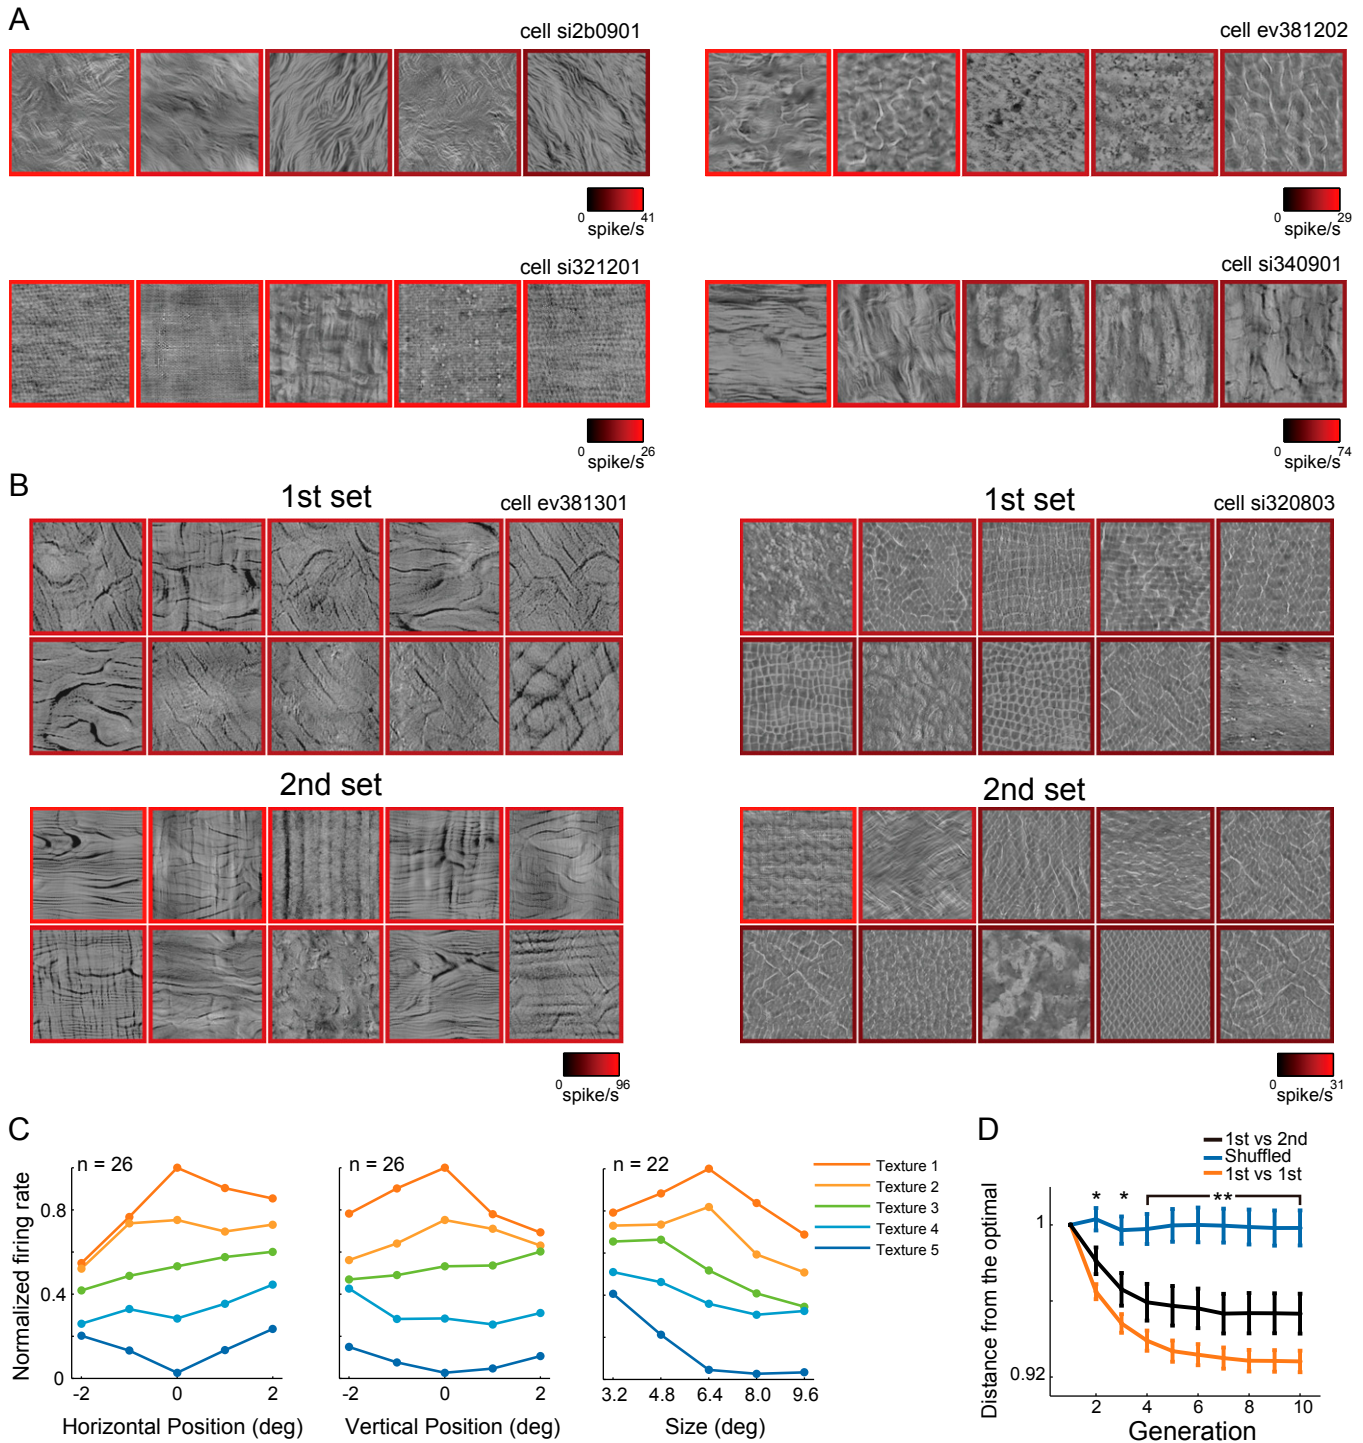 A
cell si2b0901
cell ev381202
0 41
spike/s
0 29
spike/s
cell si321201
cell si340901
0 26
spike/s
0 74
spike/s
B
1st set
cell ev381301
1st set
cell si320803
2nd set
2nd set
0 96
spike/s
0 31
spike/s
C
Normalized firing rate
n = 26
0.8
0.4
0
-2 0 2
Horizontal Position (deg)
n = 26
-2 0 2
Vertical Position (deg)
n = 22
3.2 4.8 6.4 8.0 9.6
Size (deg)
Texture 1
Texture 2
Texture 3
Texture 4
Texture 5
D
1st vs 2nd
Shuffled
1st vs 1st
* * **
Distance from the optimal
1
0.92
2 4 6 8 10
Generation